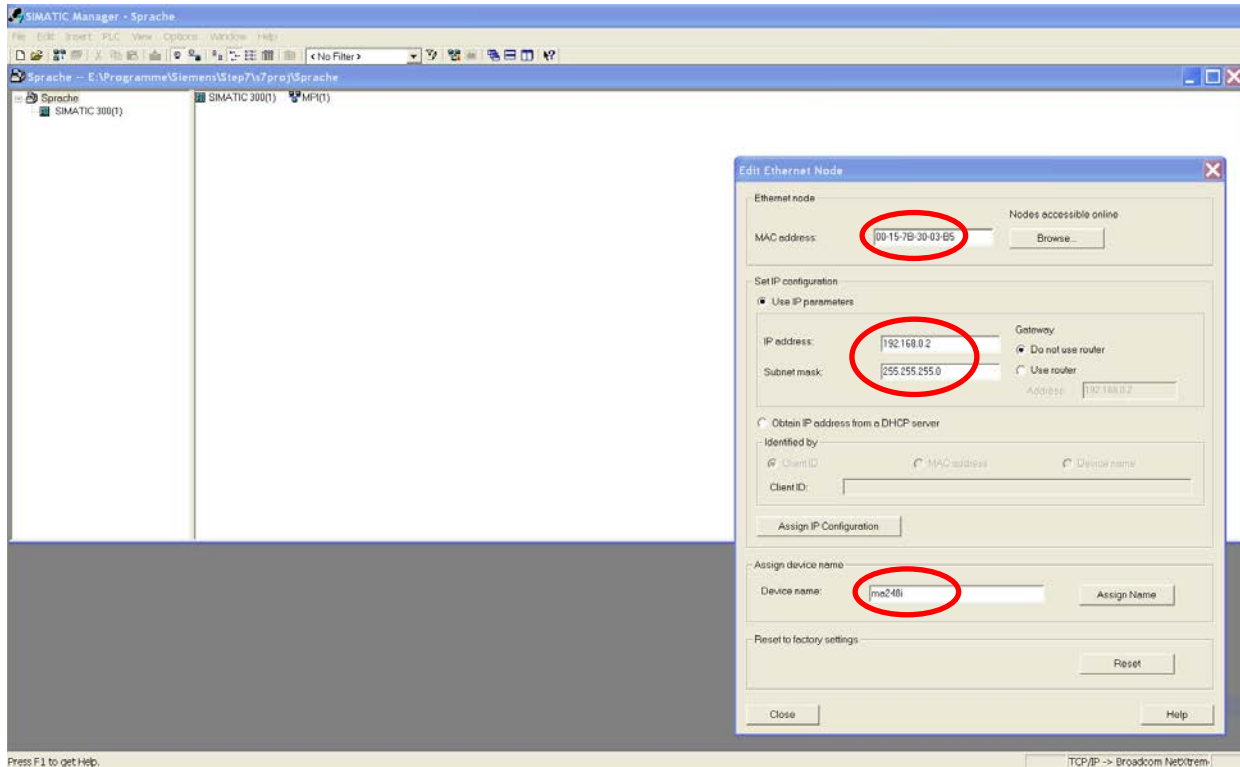 SIMATIC Manager - Sprache
File Edit Insert PLC View Options Window Help
< No Filter >
Sprache -- E:\Programme\Siemens\Step7\s7proj\Sprache
Sprache
SIMATIC 300(1)
SIMATIC 300(1) MPI(1)
Edit Ethernet Node
Ethernet node
Nodes accessible online
MAC address: 00-15-7B-30-03-B5 Browse...
Set IP configuration
Use IP parameters
Gateway
IP address: 192.168.0.2 Do not use router
Subnet mask: 255.255.255.0 Use router
Address: 192.168.0.2
Obtain IP address from a DHCP server
Identified by
Client ID MAC address Device name
Client ID:
Assign IP Configuration
Assign device name
Device name: ma248i Assign Name
Reset to factory settings
Reset
Close Help
Press F1 to get Help. TCP/IP -> Broadcom NetXtrem